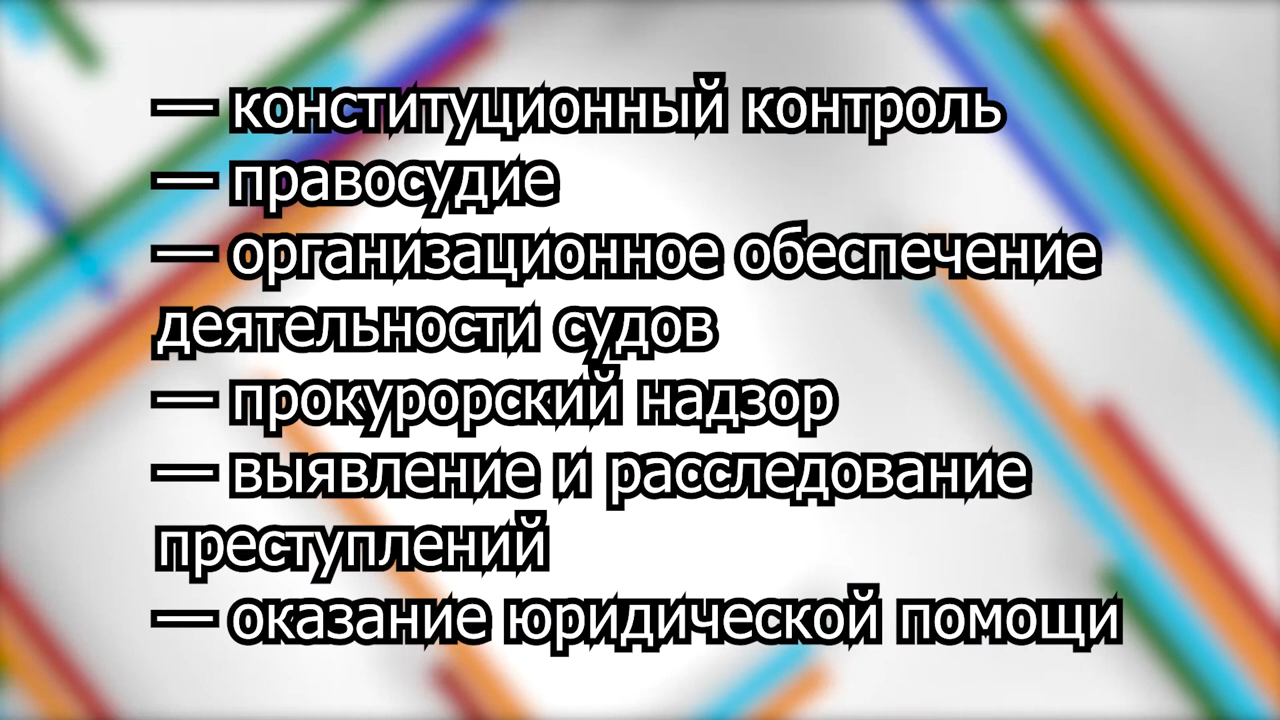 — конституционный контроль
— правосудие
— организационное обеспечение
деятельности судов
— прокурорский надзор
— выявление и расследование
преступлений
— оказание юридической помощи